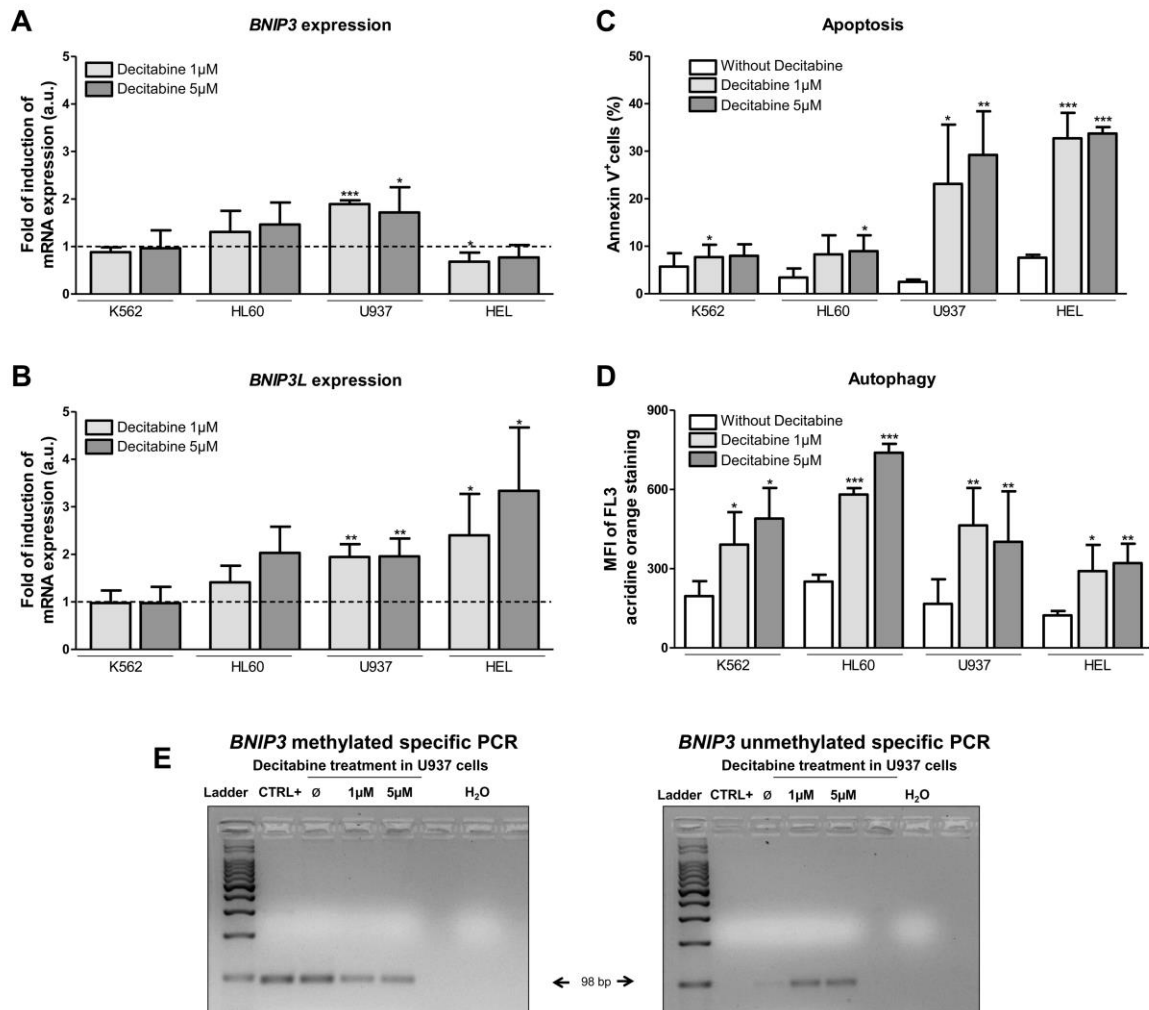 A
BNIP3 expression
Fold of induction of
mRNA expression (a.u.)
5
4
3
2
1
0
Decitabine 1µM
Decitabine 5µM
***
*
*
K562 HL60 U937 HEL
C
Apoptosis
Annexin V⁺cells (%)
50
40
30
20
10
0
Without Decitabine
Decitabine 1µM
Decitabine 5µM
*
*
*
**
***
***
K562 HL60 U937 HEL
B
BNIP3L expression
Fold of induction of
mRNA expression (a.u.)
5
4
3
2
1
0
Decitabine 1µM
Decitabine 5µM
**
**
*
*
K562 HL60 U937 HEL
D
Autophagy
MFI of FL3
acridine orange staining
900
600
300
0
Without Decitabine
Decitabine 1µM
Decitabine 5µM
*
*
***
***
**
**
*
**
K562 HL60 U937 HEL
E
BNIP3 methylated specific PCR
Decitabine treatment in U937 cells
Ladder CTRL+ ø 1µM 5µM H₂O
BNIP3 unmethylated specific PCR
Decitabine treatment in U937 cells
Ladder CTRL+ ø 1µM 5µM H₂O
98 bp